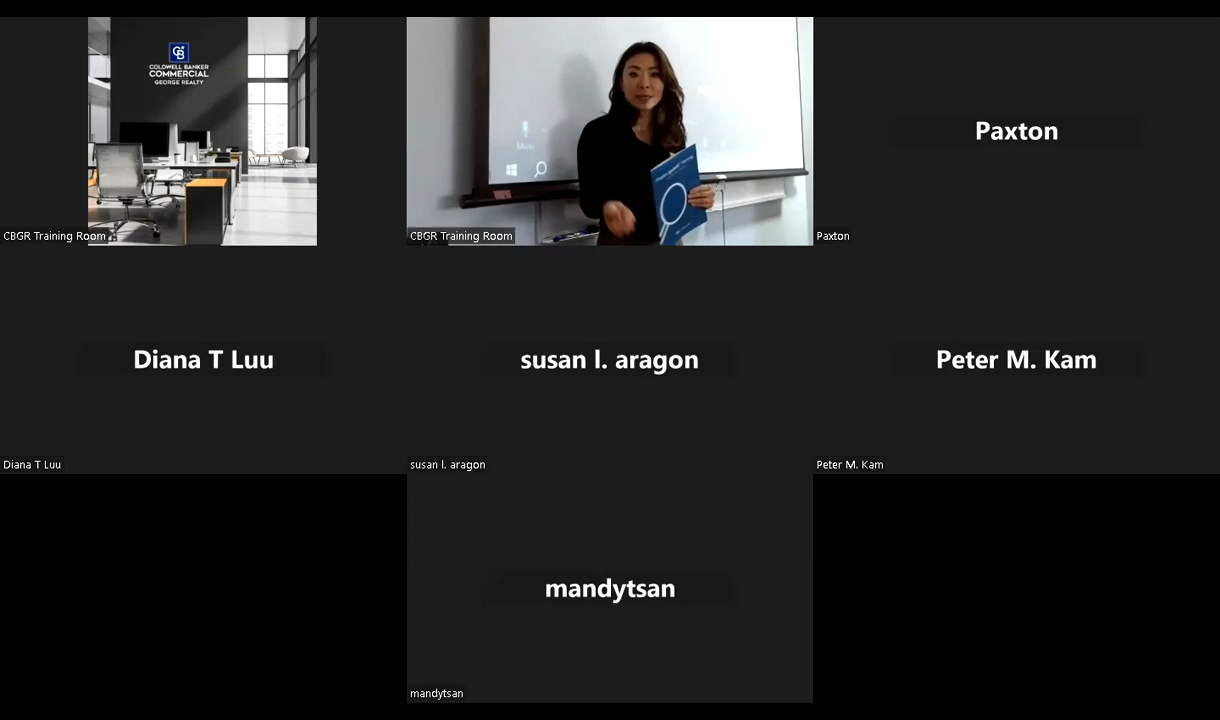 CB
COLDWELL BANKER
COMMERCIAL
GEORGE REALTY
CBGR Training Room
CBGR Training Room
Paxton
Paxton
Diana T Luu
Diana T Luu
susan l. aragon
susan l. aragon
Peter M. Kam
Peter M. Kam
mandytsan
mandytsan